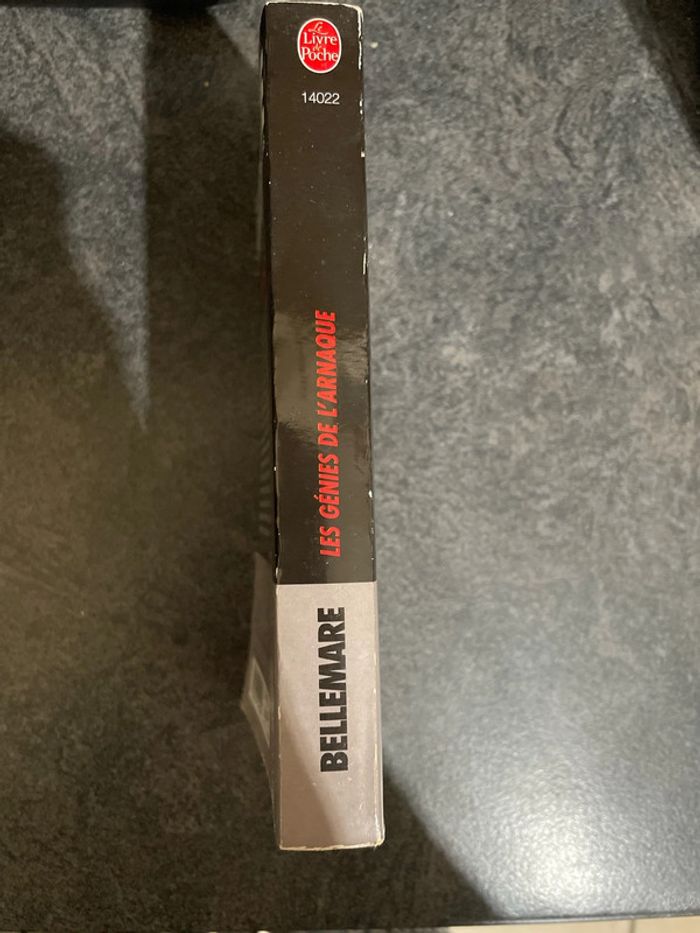 Le
Livre
de
Poche
14022
LES GÉNIES DE L'ARNAQUE
BELLEMARE